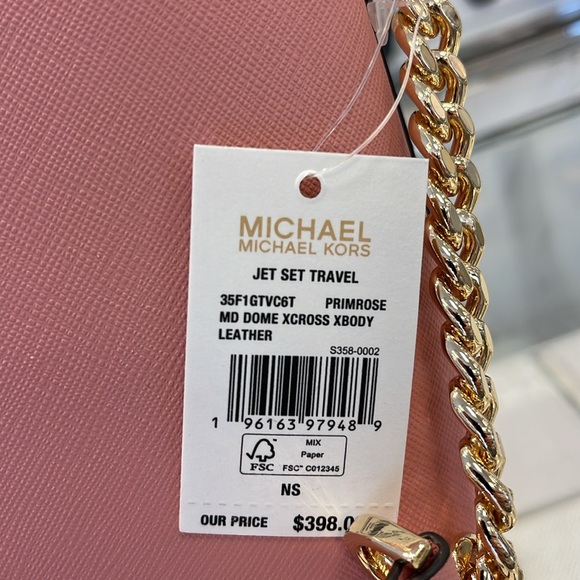 MICHAEL
MICHAEL KORS
JET SET TRAVEL
35F1GTVC6T PRIMROSE
MD DOME XCROSS XBODY
LEATHER
S358-0002
1 96163 97948 9
FSC
MIX
Paper
FSC™ C012345
NS
OUR PRICE $398.0